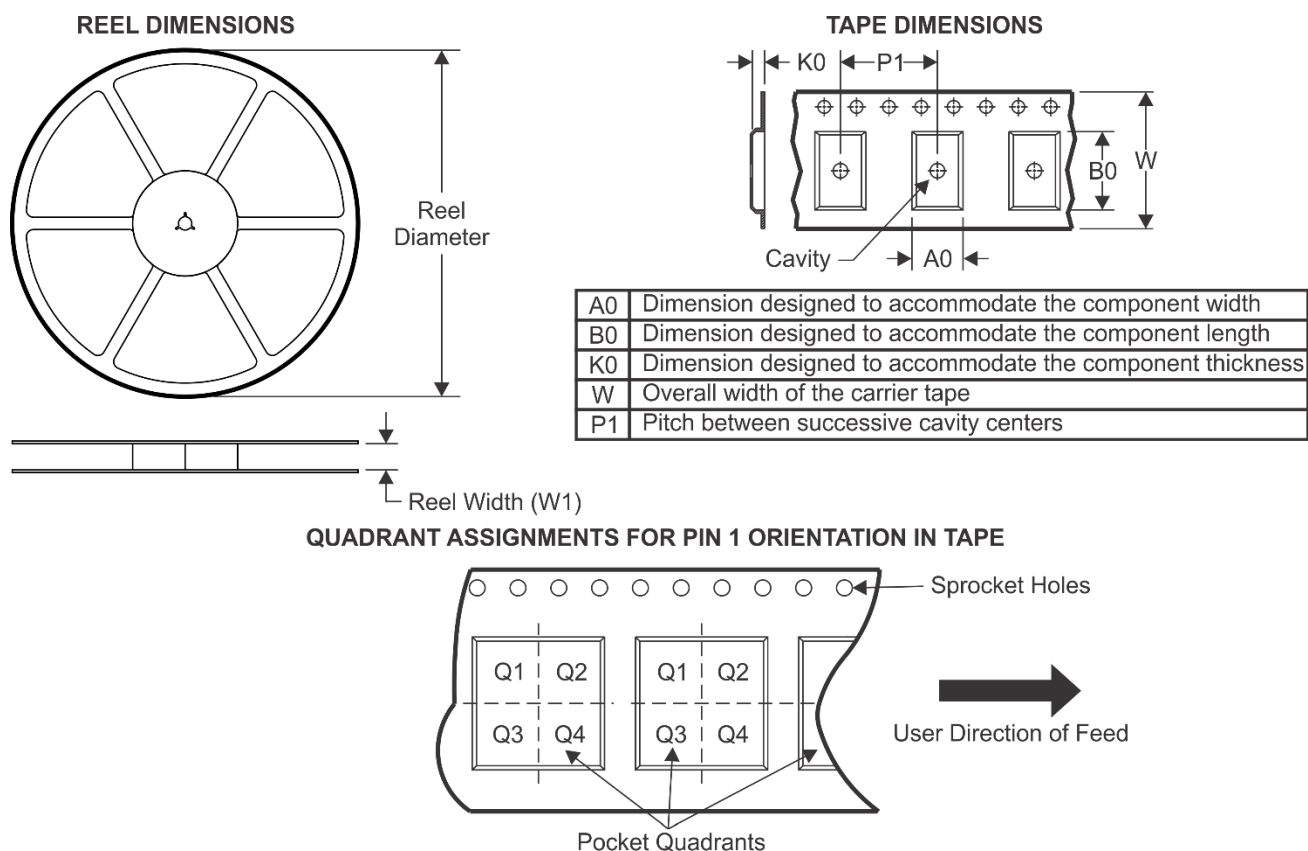 REEL DIMENSIONS
Reel
Diameter
Reel Width (W1)
TAPE DIMENSIONS
K0
P1
B0
W
Cavity
A0
A0 Dimension designed to accommodate the component width
B0 Dimension designed to accommodate the component length
K0 Dimension designed to accommodate the component thickness
W Overall width of the carrier tape
P1 Pitch between successive cavity centers
QUADRANT ASSIGNMENTS FOR PIN 1 ORIENTATION IN TAPE
Sprocket Holes
Q1 Q2 Q1 Q2
Q3 Q4 Q3 Q4
User Direction of Feed
Pocket Quadrants